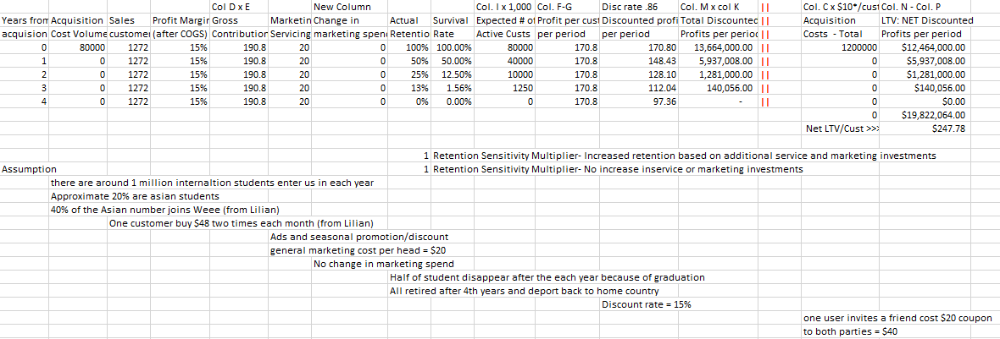 Col D x E New Column Col. I x 1,000 Col. F-G Disc rate .86 Col. M x col K || Col. C x $10*/cust Col. N - Col. P
Years from Acquisition Sales Profit Margin Gross Marketin Change in Actual Survival Expected # of Profit per cust Discounted profi Total Discounted || Acquisition LTV: NET Discounted
acquision Cost Volume customer (after COGS) Contribution Servicing marketing spend Retentio Rate Active Custs per period per period Profits per period || Costs - Total Profits per period
0 80000 1272 15% 190.8 20 0 100% 100.00% 80000 170.8 170.80 13,664,000.00 || 1200000 $12,464,000.00
1 0 1272 15% 190.8 20 0 50% 50.00% 40000 170.8 148.43 5,937,008.00 || 0 $5,937,008.00
2 0 1272 15% 190.8 20 0 25% 12.50% 10000 170.8 128.10 1,281,000.00 || 0 $1,281,000.00
3 0 1272 15% 190.8 20 0 13% 1.56% 1250 170.8 112.04 140,056.00 || 0 $140,056.00
4 0 1272 15% 190.8 20 0 0% 0.00% 0 170.8 97.36 - || 0 $0.00
0 $19,822,064.00
Net LTV/Cust >>> $247.78
1 Retention Sensitivity Multiplier- Increased retention based on additional service and marketing investments
Assumption 1 Retention Sensitivity Multiplier- No increase inservice or marketing investments
there are around 1 million internaltion students enter us in each year
Approximate 20% are asian students
40% of the Asian number joins Weee (from Lilian)
One customer buy $48 two times each month (from Lilian)
Ads and seasonal promotion/discount
general marketing cost per head = $20
No change in marketing spend
Half of student disappear after the each year because of graduation
All retired after 4th years and deport back to home country
Discount rate = 15%
one user invites a friend cost $20 coupon
to both parties = $40